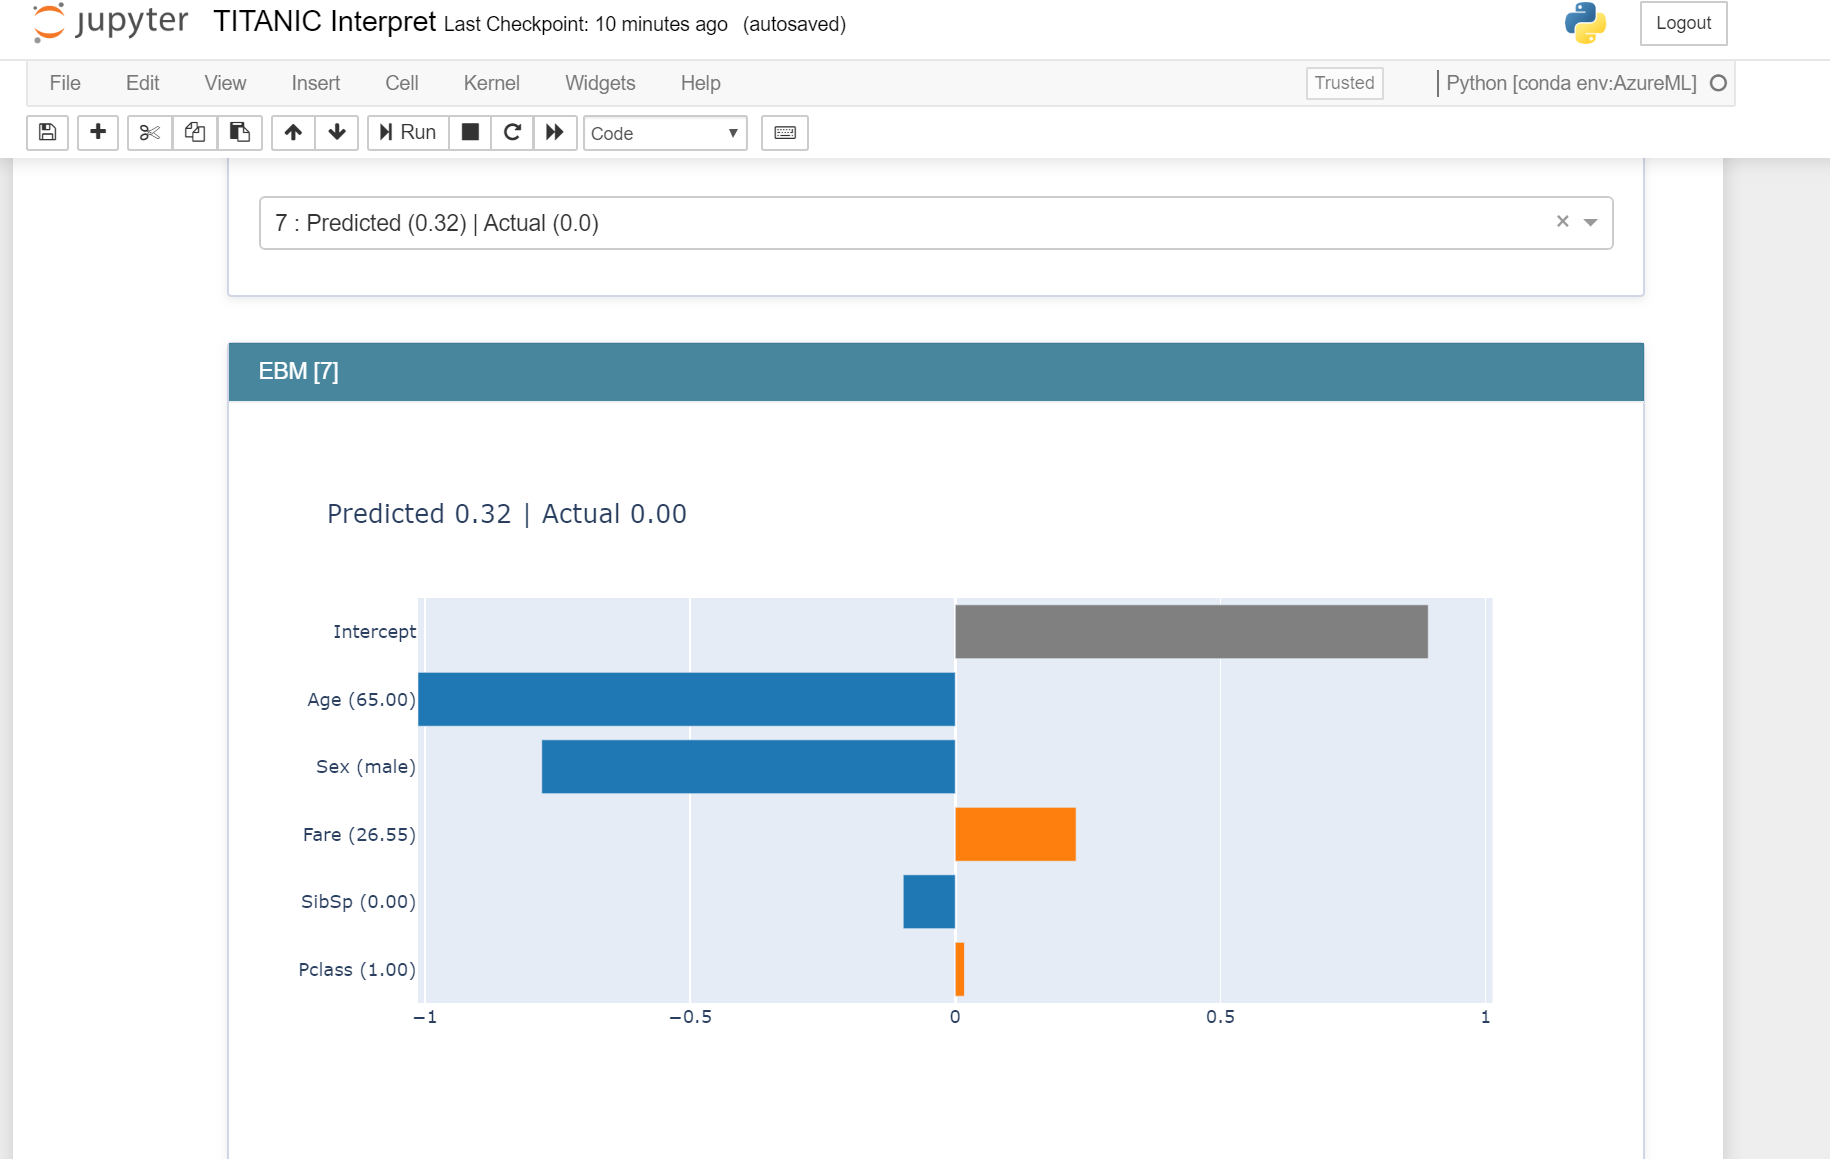 jupyter TITANIC Interpret Last Checkpoint: 10 minutes ago (autosaved)
Logout
File Edit View Insert Cell Kernel Widgets Help
Trusted
Python [conda env:AzureML]
Run
Code
7 : Predicted (0.32) | Actual (0.0)
EBM [7]
Predicted 0.32 | Actual 0.00
Intercept
Age (65.00)
Sex (male)
Fare (26.55)
SibSp (0.00)
Pclass (1.00)
−1 −0.5 0 0.5 1